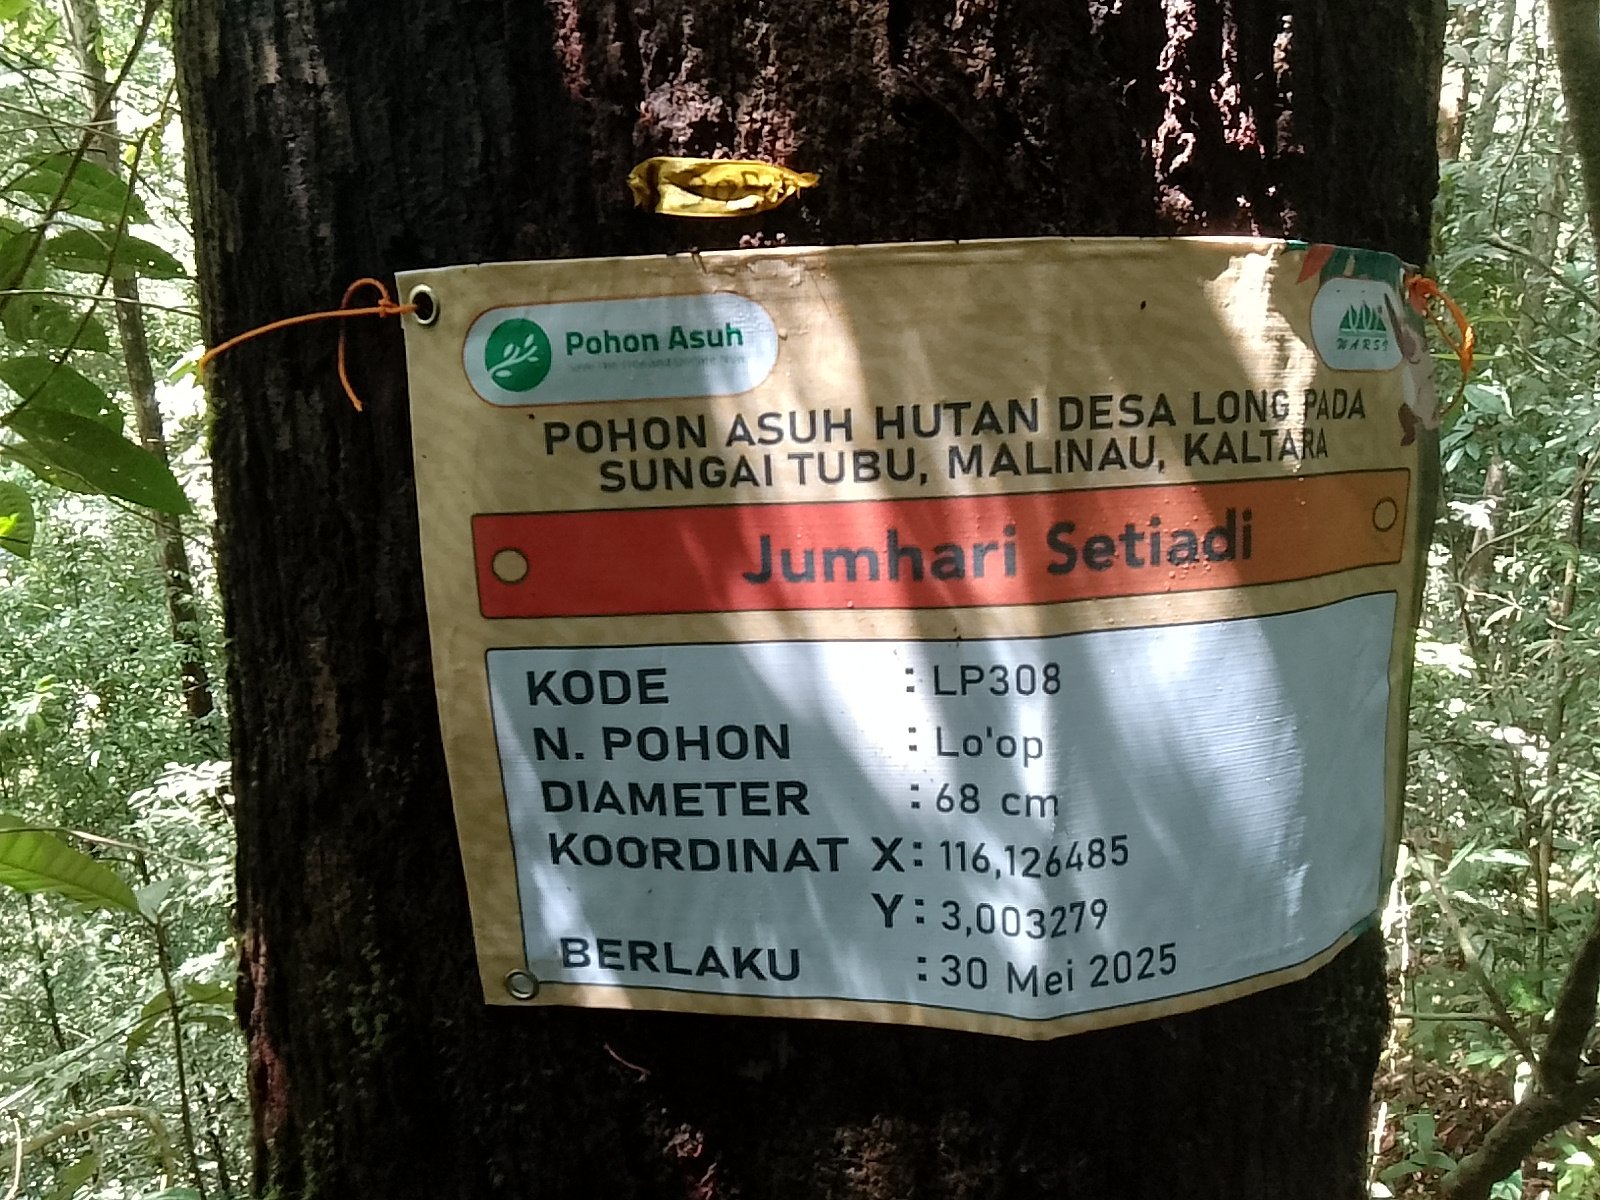 Pohon Asuh
WARSI
POHON ASUH HUTAN DESA LONG PADA
SUNGAI TUBU, MALINAU, KALTARA
Jumhari Setiadi
KODE : LP308
N. POHON : Lo'op
DIAMETER : 68 cm
KOORDINAT X : 116,126485
Y : 3,003279
BERLAKU : 30 Mei 2025